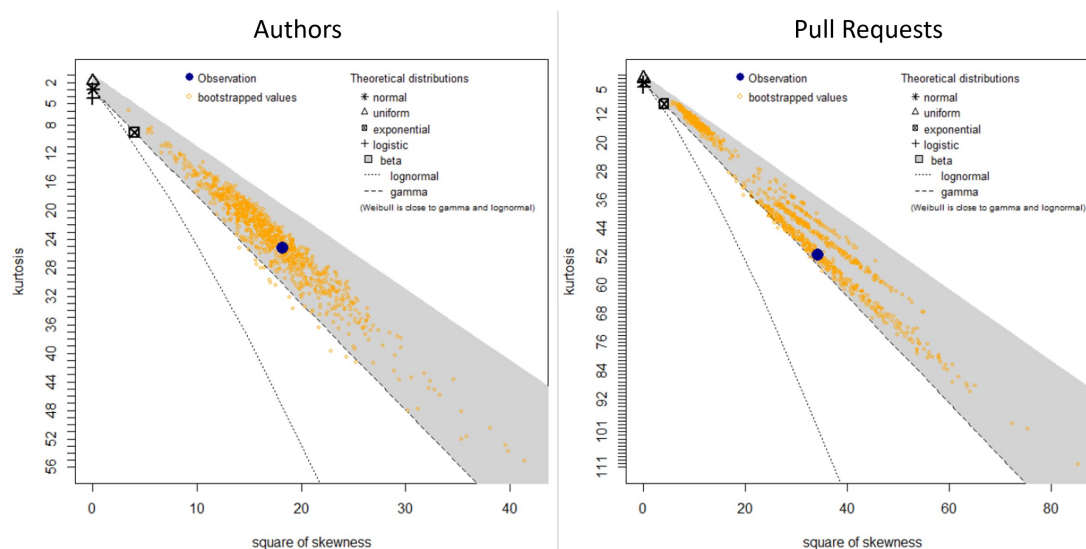 Authors
Observation
bootstrapped values
Theoretical distributions
normal
uniform
exponential
logistic
beta
lognormal
gamma
(Weibull is close to gamma and lognormal)
kurtosis
2
5
8
12
16
20
24
28
32
36
40
44
48
52
56
0
10
20
30
40
square of skewness
Pull Requests
Observation
bootstrapped values
Theoretical distributions
normal
uniform
exponential
logistic
beta
lognormal
gamma
(Weibull is close to gamma and lognormal)
kurtosis
5
12
20
28
36
44
52
60
68
76
84
92
101
111
0
20
40
60
80
square of skewness